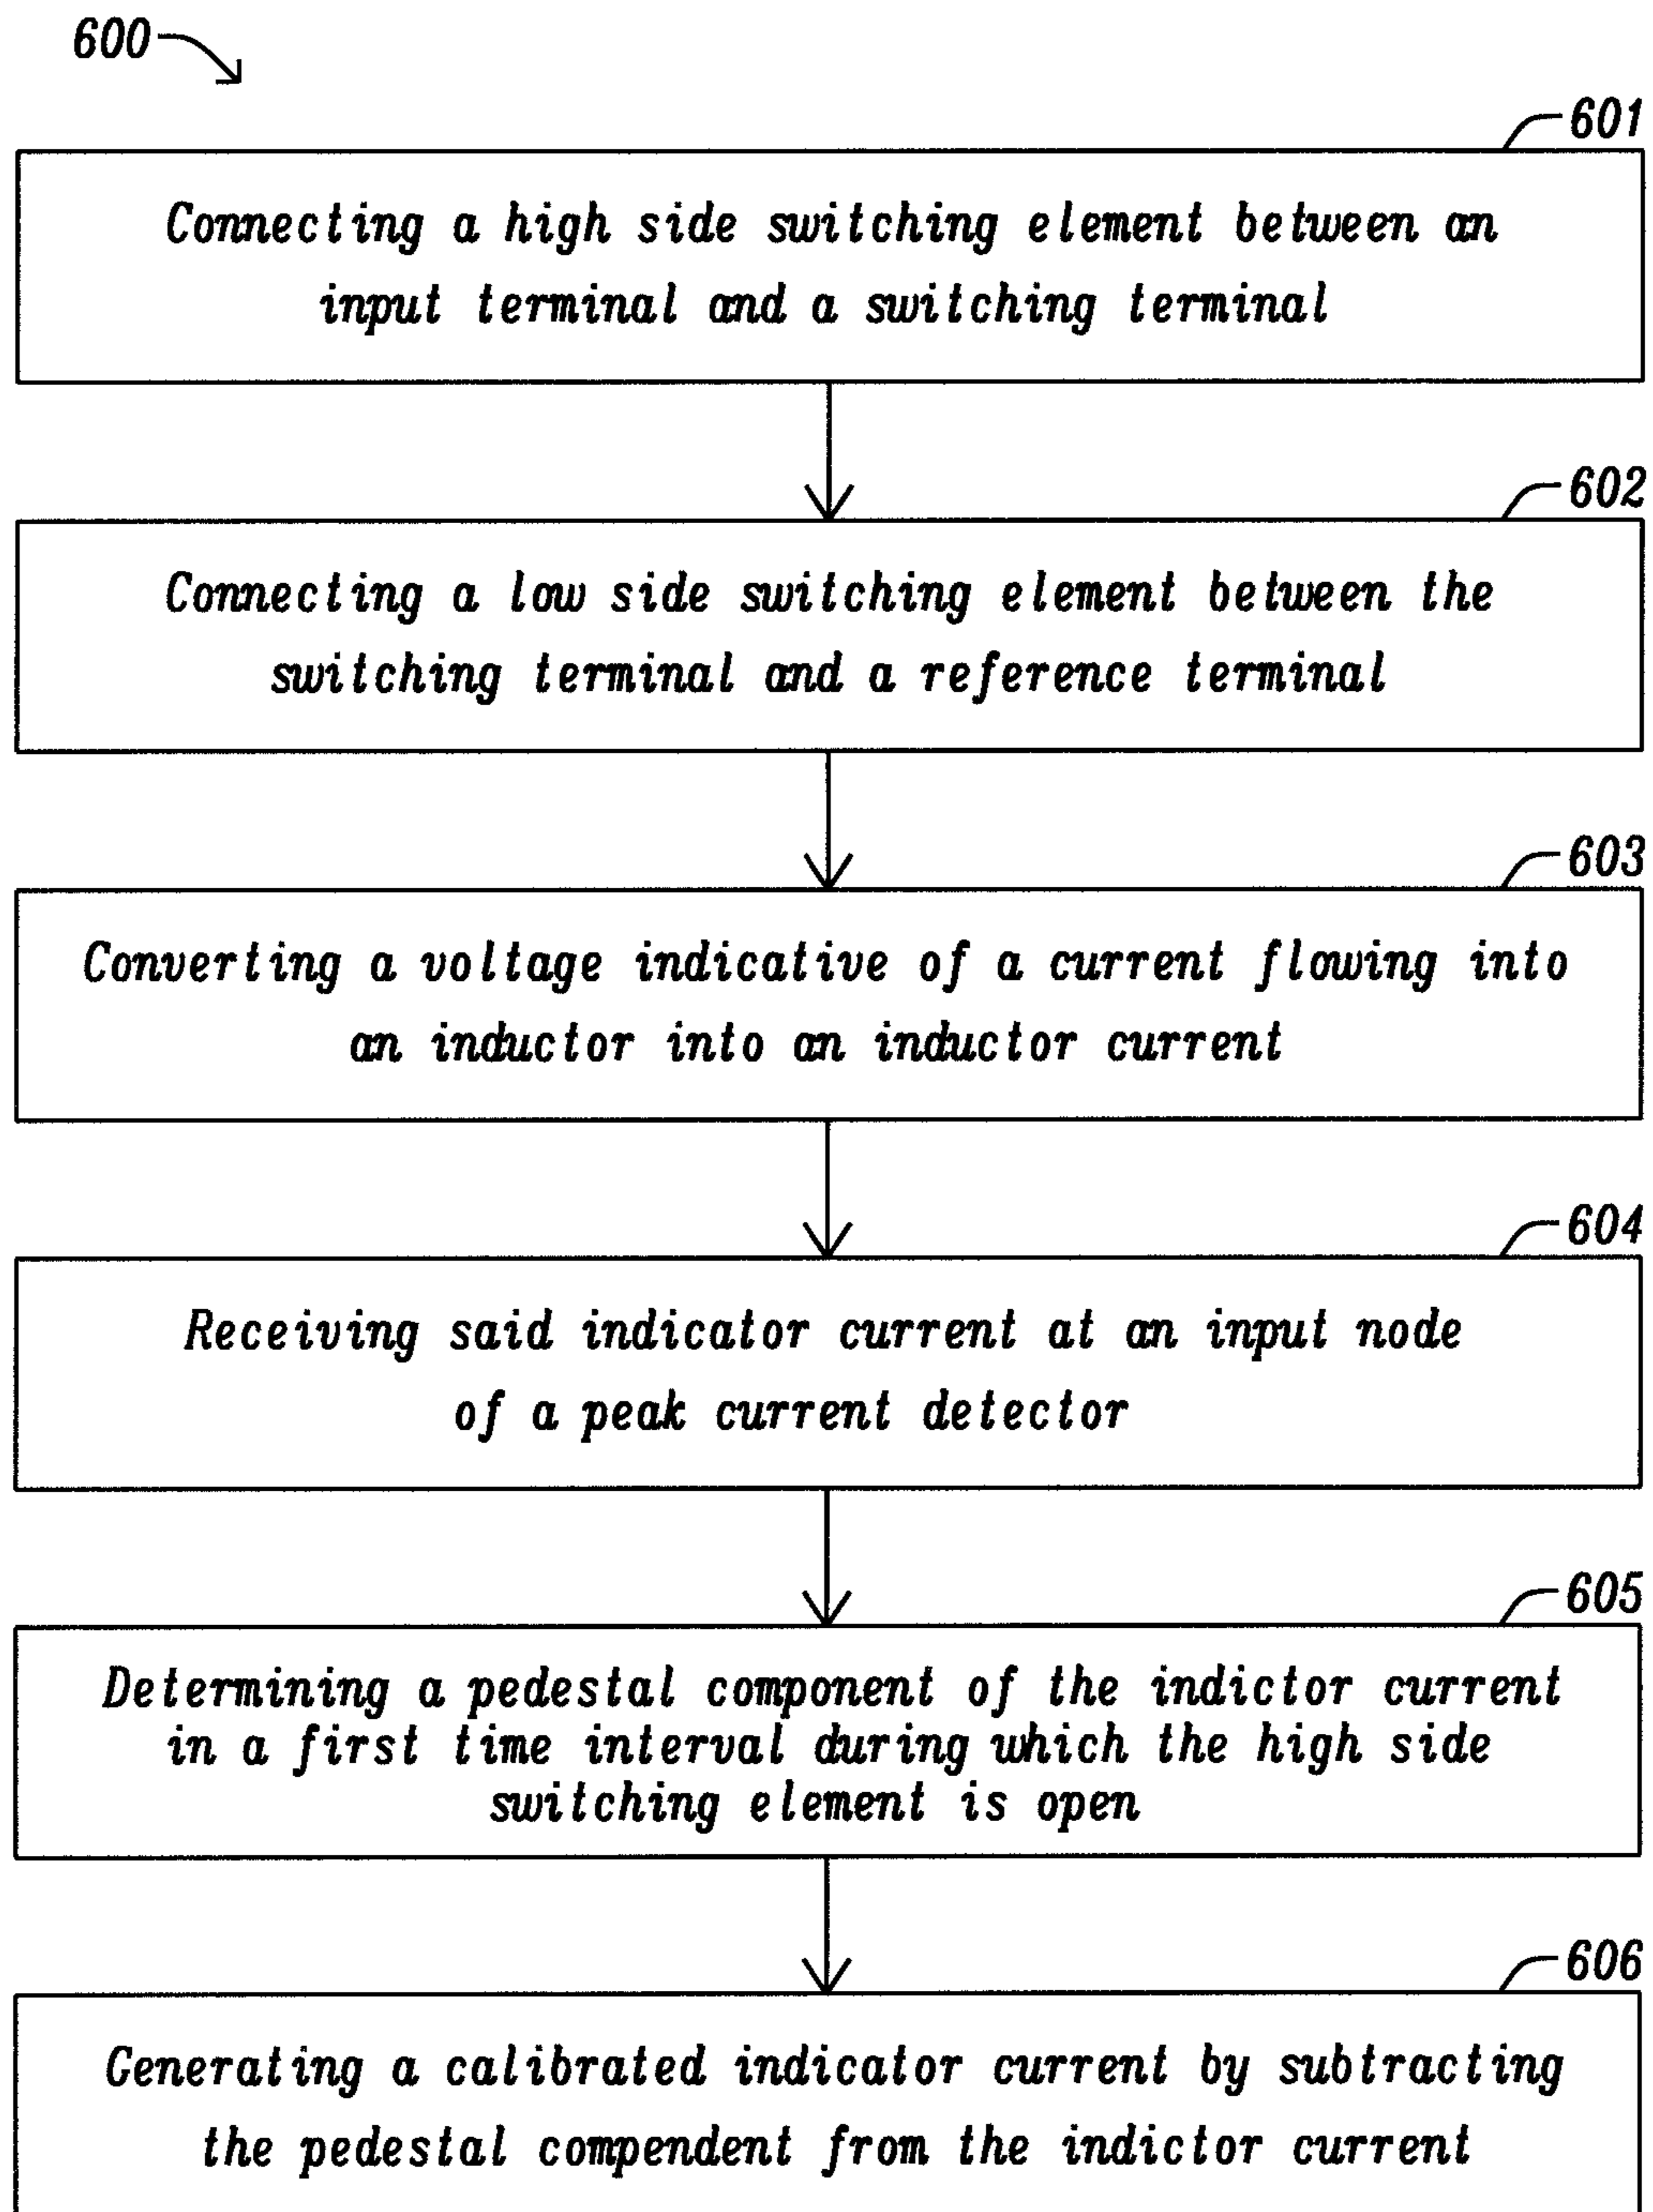 600
601
Connecting a high side switching element between an
input terminal and a switching terminal
602
Connecting a low side switching element between the
switching terminal and a reference terminal
603
Converting a voltage indicative of a current flowing into
an inductor into an inductor current
604
Receiving said indicator current at an input node
of a peak current detector
605
Determining a pedestal component of the indictor current
in a first time interval during which the high side
switching element is open
606
Generating a calibrated indicator current by subtracting
the pedestal compendent from the indictor current